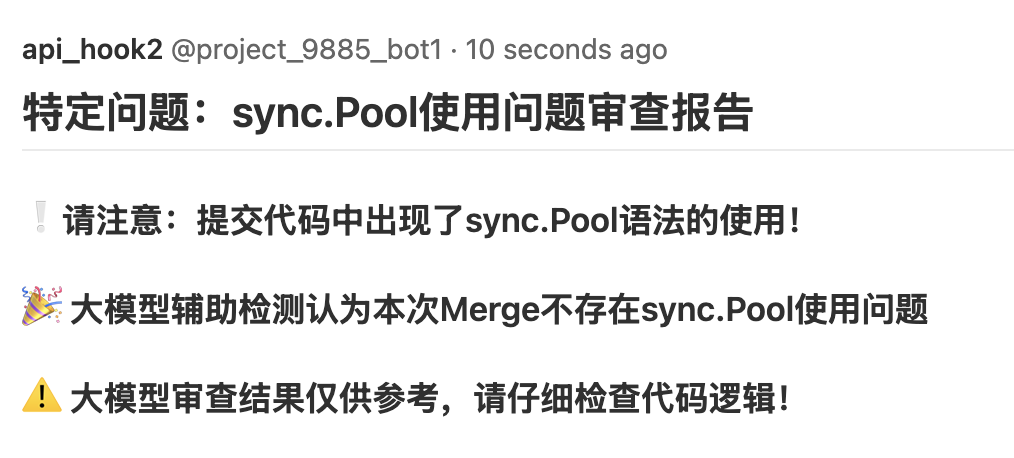 api_hook2 @project_9885_bot1 · 10 seconds ago
特定问题：sync.Pool使用问题审查报告
❕ 请注意：提交代码中出现了sync.Pool语法的使用！
🎉 大模型辅助检测认为本次Merge不存在sync.Pool使用问题
⚠️ 大模型审查结果仅供参考，请仔细检查代码逻辑！